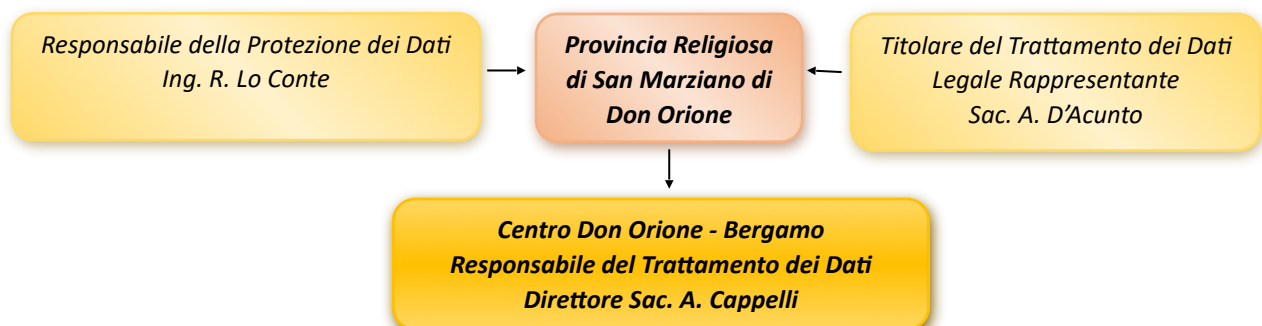 Responsabile della Protezione dei Dati
Ing. R. Lo Conte
Provincia Religiosa
di San Marziano di
Don Orione
Titolare del Trattamento dei Dati
Legale Rappresentante
Sac. A. D’Acunto
Centro Don Orione - Bergamo
Responsabile del Trattamento dei Dati
Direttore Sac. A. Cappelli